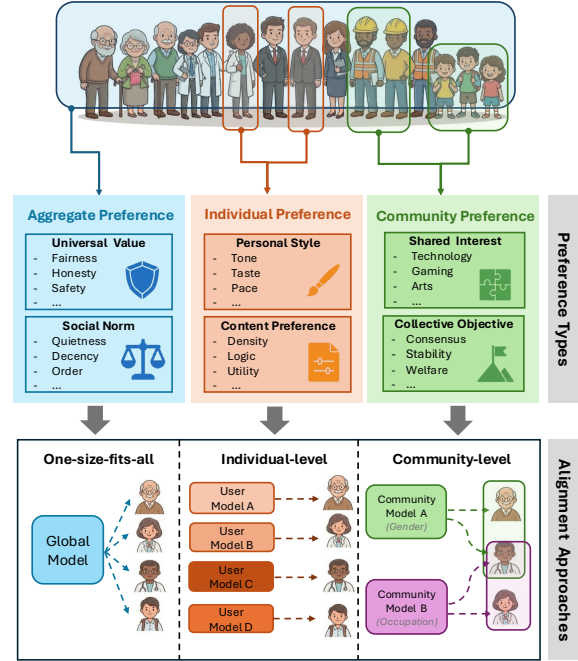 Aggregate Preference
Universal Value
- Fairness
- Honesty
- Safety
- ...
Social Norm
- Quietness
- Decency
- Order
- ...
Individual Preference
Personal Style
- Tone
- Taste
- Pace
- ...
Content Preference
- Density
- Logic
- Utility
- ...
Community Preference
Shared Interest
- Technology
- Gaming
- Arts
- ...
Collective Objective
- Consensus
- Stability
- Welfare
- ...
Preference Types
One-size-fits-all
Global
Model
Individual-level
User
Model A
User
Model B
User
Model C
User
Model D
Community-level
Community
Model A
(Gender)
Community
Model B
(Occupation)
Alignment Approaches